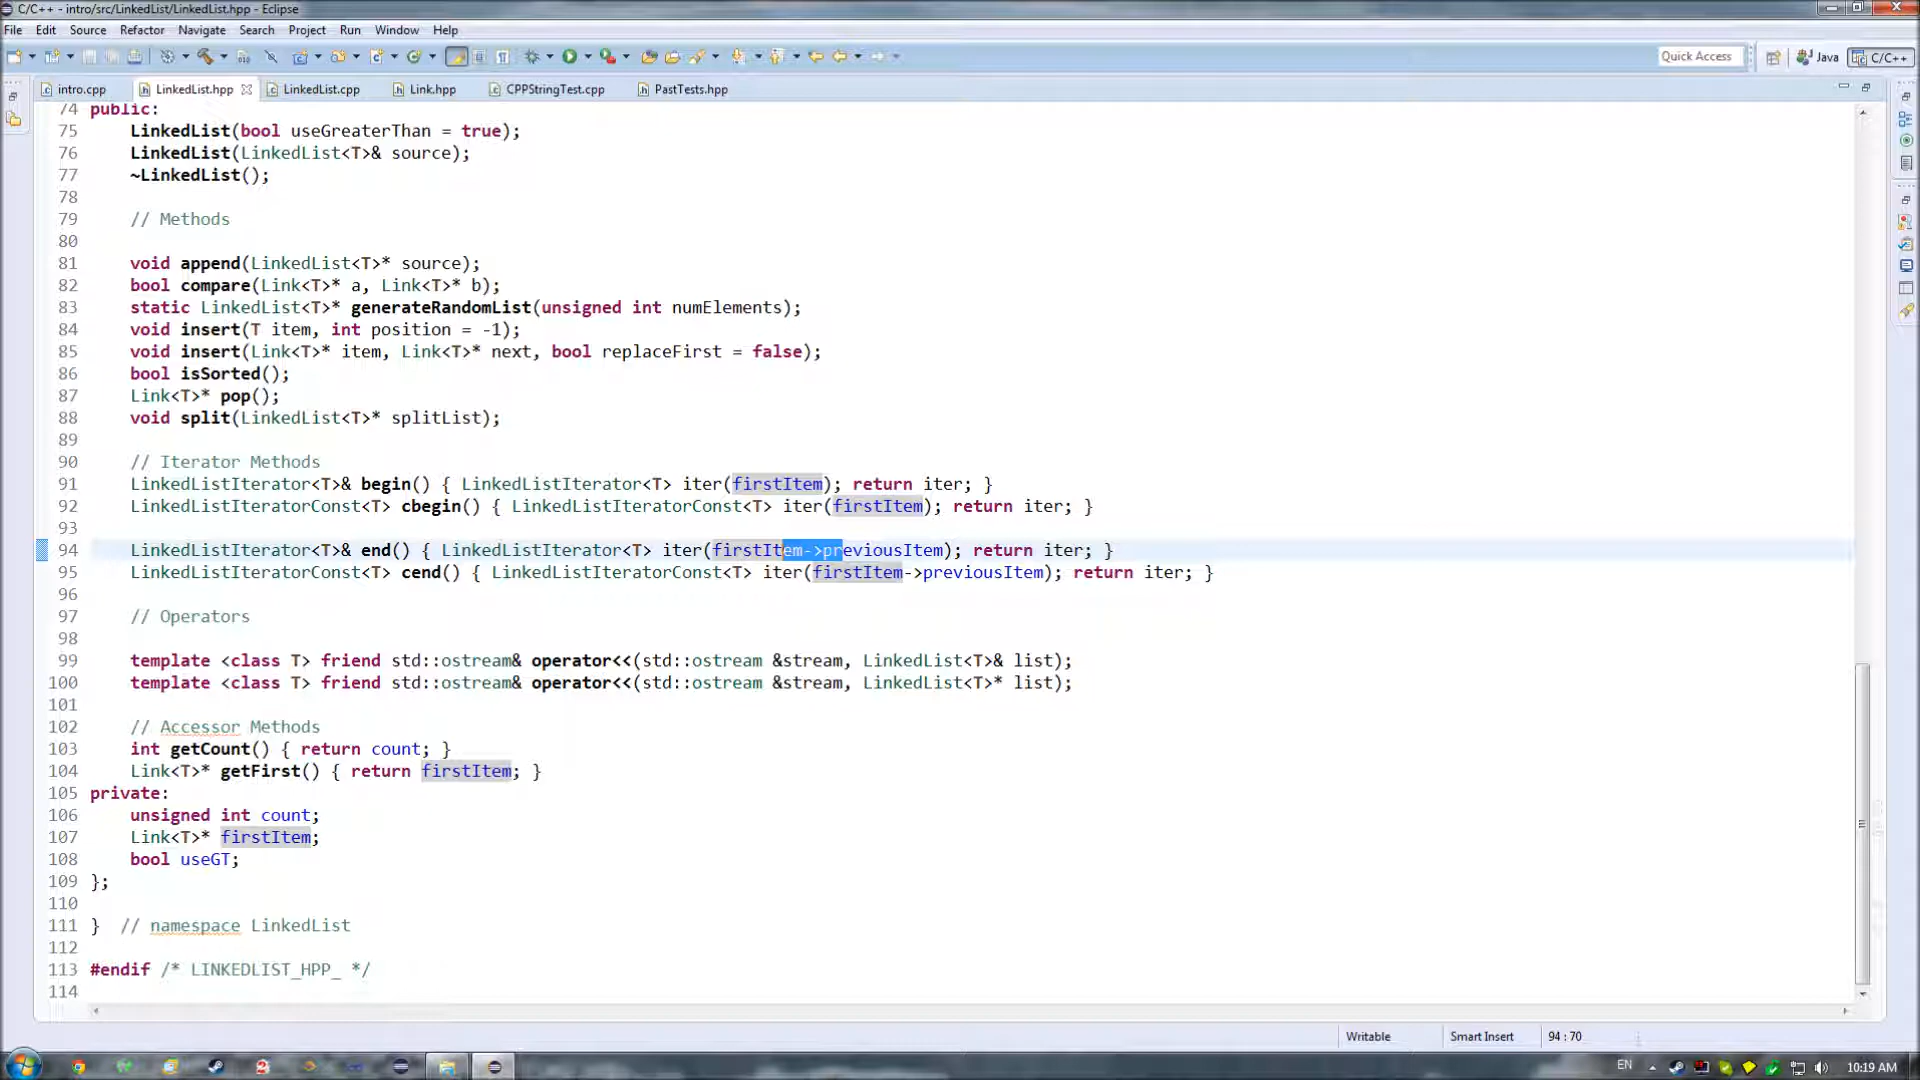 C/C++ - intro/src/LinkedList/LinkedList.hpp - Eclipse
File Edit Source Refactor Navigate Search Project Run Window Help
Quick Access Java C/C++
intro.cpp LinkedList.hpp LinkedList.cpp Link.hpp CPPStringTest.cpp PastTests.hpp
74 public:
75 LinkedList(bool useGreaterThan = true);
76 LinkedList(LinkedList<T>& source);
77 ~LinkedList();
78
79 // Methods
80
81 void append(LinkedList<T>* source);
82 bool compare(Link<T>* a, Link<T>* b);
83 static LinkedList<T>* generateRandomList(unsigned int numElements);
84 void insert(T item, int position = -1);
85 void insert(Link<T>* item, Link<T>* next, bool replaceFirst = false);
86 bool isSorted();
87 Link<T>* pop();
88 void split(LinkedList<T>* splitList);
89
90 // Iterator Methods
91 LinkedListIterator<T>& begin() { LinkedListIterator<T> iter(firstItem); return iter; }
92 LinkedListIteratorConst<T> cbegin() { LinkedListIteratorConst<T> iter(firstItem); return iter; }
93
94 LinkedListIterator<T>& end() { LinkedListIterator<T> iter(firstItem->previousItem); return iter; }
95 LinkedListIteratorConst<T> cend() { LinkedListIteratorConst<T> iter(firstItem->previousItem); return iter; }
96
97 // Operators
98
99 template <class T> friend std::ostream& operator<<(std::ostream &stream, LinkedList<T>& list);
100 template <class T> friend std::ostream& operator<<(std::ostream &stream, LinkedList<T>* list);
101
102 // Accessor Methods
103 int getCount() { return count; }
104 Link<T>* getFirst() { return firstItem; }
105 private:
106 unsigned int count;
107 Link<T>* firstItem;
108 bool useGT;
109 };
110
111 } // namespace LinkedList
112
113 #endif /* LINKEDLIST_HPP_ */
114
Writable Smart Insert 94 : 70
EN 10:19 AM